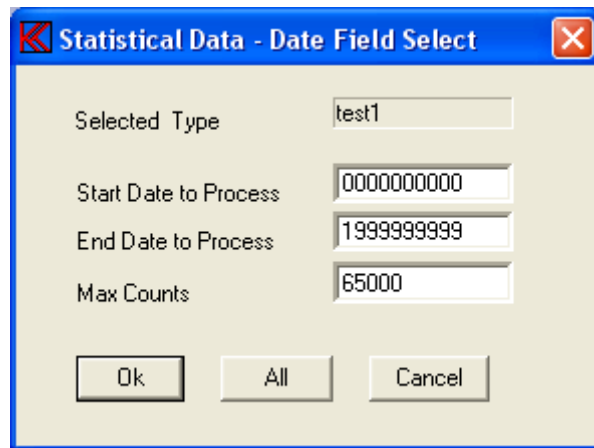 Statistical Data - Date Field Select
Selected Type test1
Start Date to Process 0000000000
End Date to Process 1999999999
Max Counts 65000
Ok All Cancel